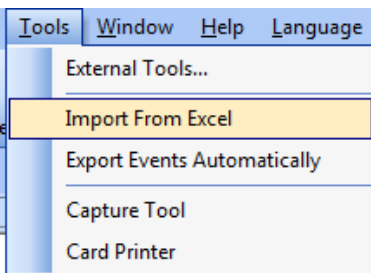 Tools Window Help Language
External Tools...
Import From Excel
Export Events Automatically
Capture Tool
Card Printer